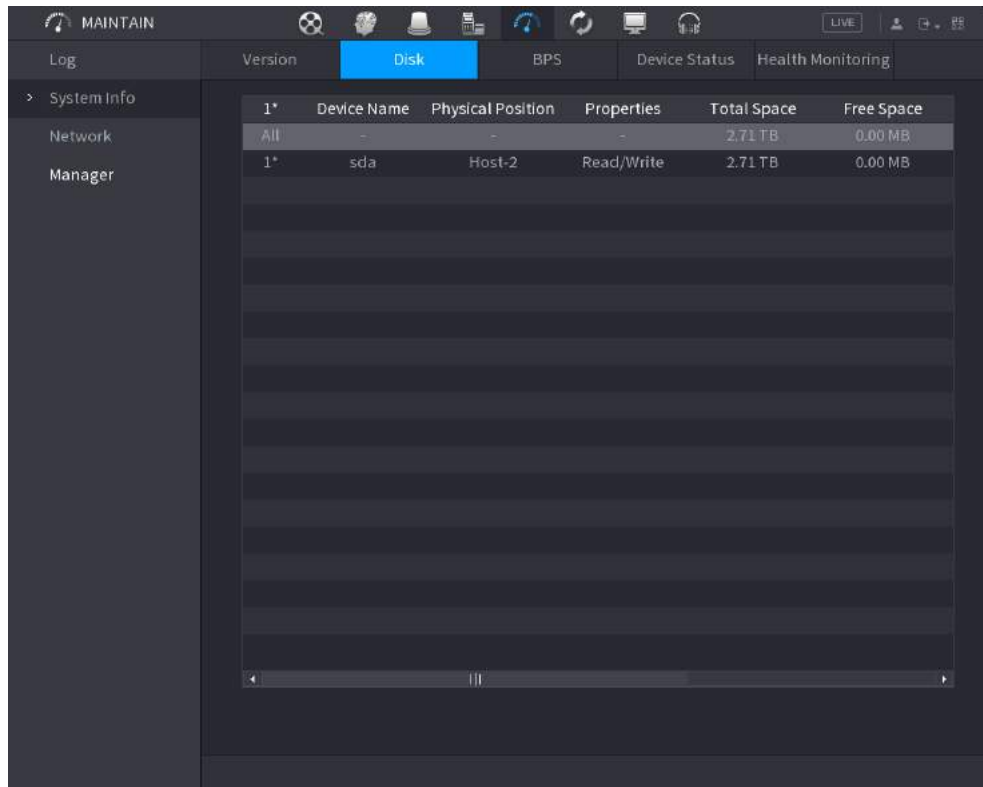 MAINTAIN LIVE
Log Version Disk BPS Device Status Health Monitoring
System Info
1* Device Name Physical Position Properties Total Space Free Space
Network All - - - 2.71 TB 0.00 MB
1* sda Host-2 Read/Write 2.71 TB 0.00 MB
Manager